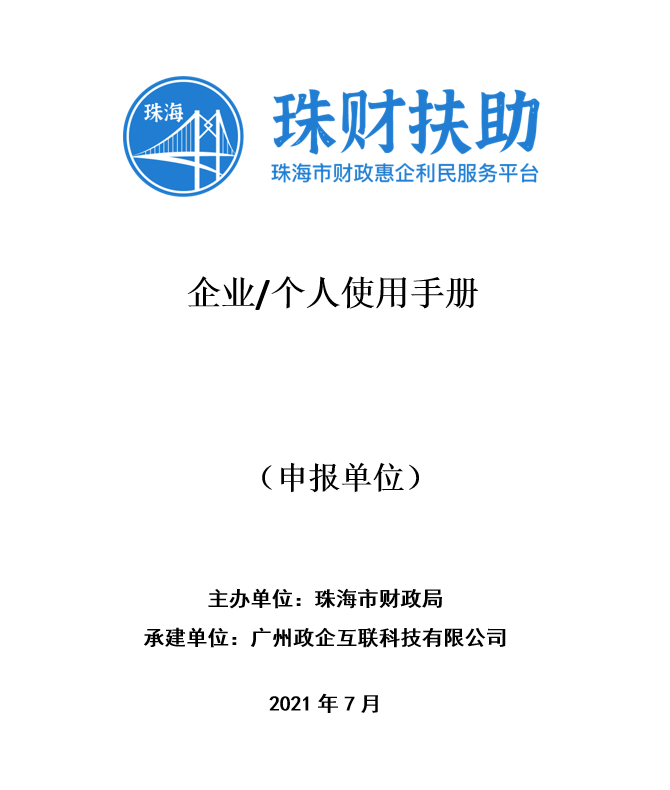 珠海
珠财扶助
珠海市财政惠企利民服务平台
企业/个人使用手册
（申报单位）
主办单位：珠海市财政局
承建单位：广州政企互联科技有限公司
2021 年 7 月